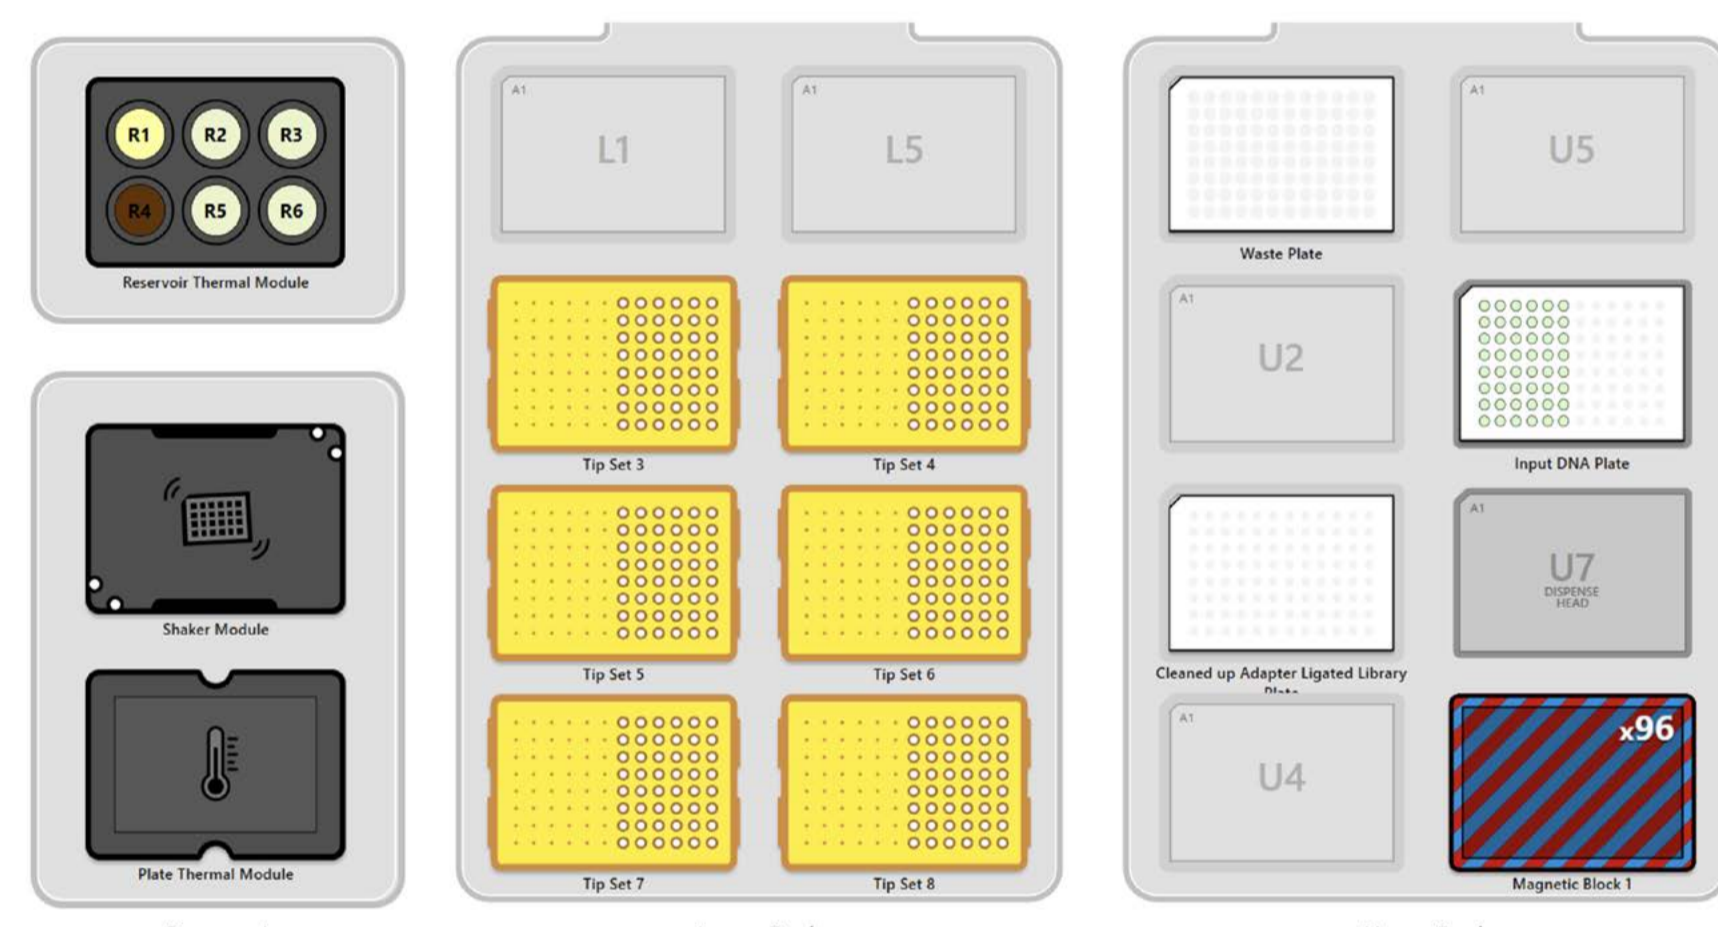 R1 R2 R3
R4 R5 R6
Reservoir Thermal Module
Shaker Module
Plate Thermal Module
A1
L1
A1
L5
Tip Set 3
Tip Set 4
Tip Set 5
Tip Set 6
Tip Set 7
Tip Set 8
Waste Plate
A1
U5
A1
U2
Input DNA Plate
Cleaned up Adapter Ligated Library
Plate
A1
U7
DISPENSE
HEAD
A1
U4
x96
Magnetic Block 1